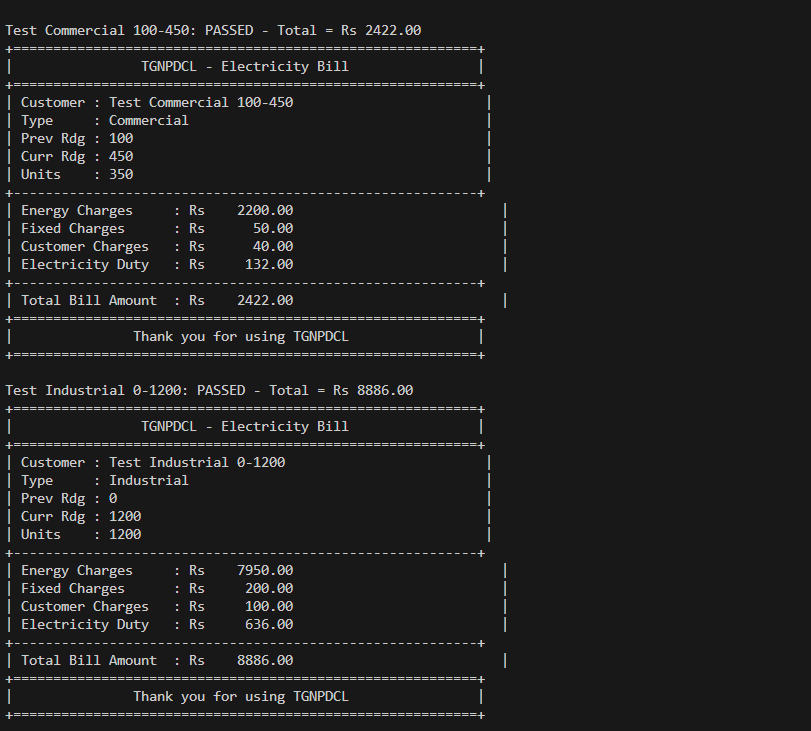 Test Commercial 100-450: PASSED - Total = Rs 2422.00
+==========================================================+
|                TGNPDCL - Electricity Bill                |
+==========================================================+
| Customer : Test Commercial 100-450                        |
| Type     : Commercial                                     |
| Prev Rdg : 100                                            |
| Curr Rdg : 450                                            |
| Units    : 350                                            |
+----------------------------------------------------------+
| Energy Charges     : Rs    2200.00                          |
| Fixed Charges      : Rs      50.00                          |
| Customer Charges   : Rs      40.00                          |
| Electricity Duty   : Rs     132.00                          |
+----------------------------------------------------------+
| Total Bill Amount  : Rs    2422.00                          |
+==========================================================+
|               Thank you for using TGNPDCL                |
+==========================================================+
Test Industrial 0-1200: PASSED - Total = Rs 8886.00
+==========================================================+
|                TGNPDCL - Electricity Bill                |
+==========================================================+
| Customer : Test Industrial 0-1200                         |
| Type     : Industrial                                     |
| Prev Rdg : 0                                              |
| Curr Rdg : 1200                                           |
| Units    : 1200                                           |
+----------------------------------------------------------+
| Energy Charges     : Rs    7950.00                          |
| Fixed Charges      : Rs     200.00                          |
| Customer Charges   : Rs     100.00                          |
| Electricity Duty   : Rs     636.00                          |
+----------------------------------------------------------+
| Total Bill Amount  : Rs    8886.00                          |
+==========================================================+
|               Thank you for using TGNPDCL                |
+==========================================================+